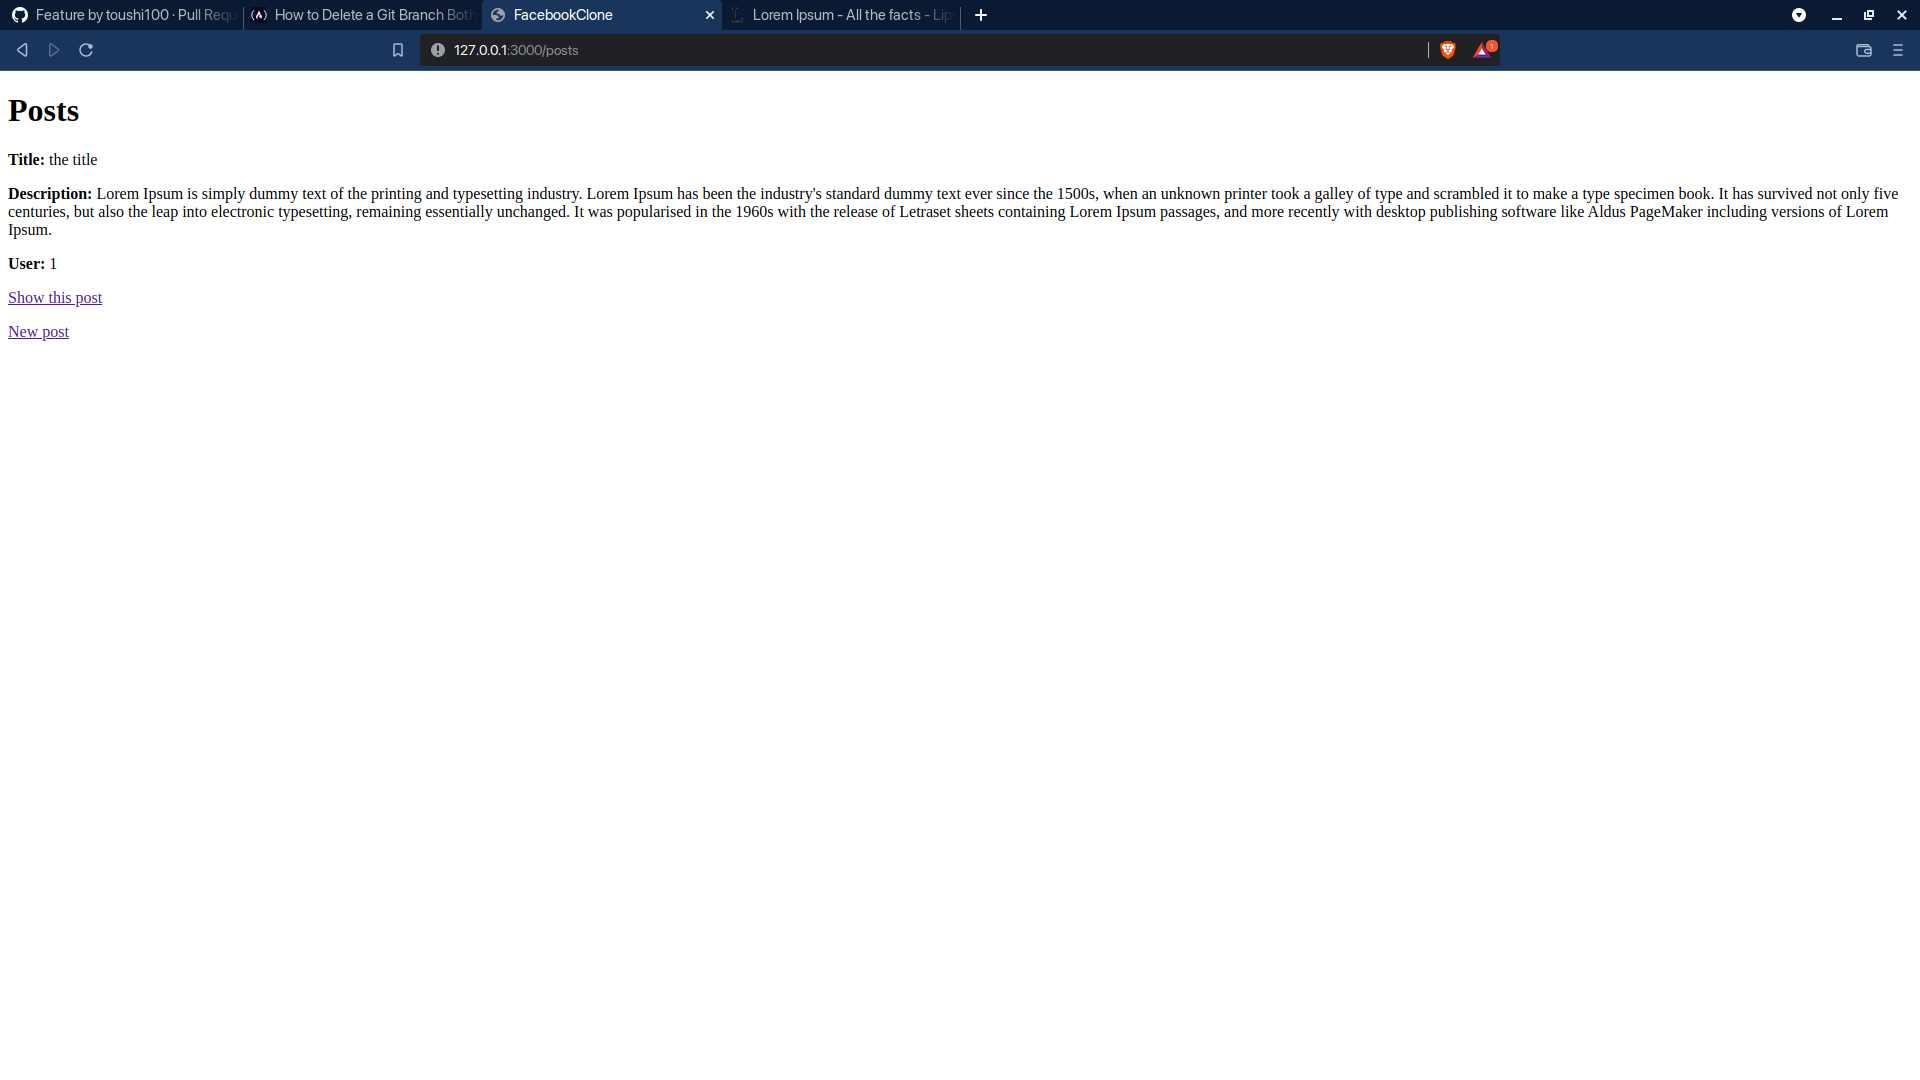 Feature by toushi100 · Pull Requ
How to Delete a Git Branch Both
FacebookClone
Lorem Ipsum - All the facts - Lip
127.0.0.1:3000/posts
1
Posts
Title: the title
Description: Lorem Ipsum is simply dummy text of the printing and typesetting industry. Lorem Ipsum has been the industry's standard dummy text ever since the 1500s, when an unknown printer took a galley of type and scrambled it to make a type specimen book. It has survived not only five
centuries, but also the leap into electronic typesetting, remaining essentially unchanged. It was popularised in the 1960s with the release of Letraset sheets containing Lorem Ipsum passages, and more recently with desktop publishing software like Aldus PageMaker including versions of Lorem
Ipsum.
User: 1
Show this post
New post